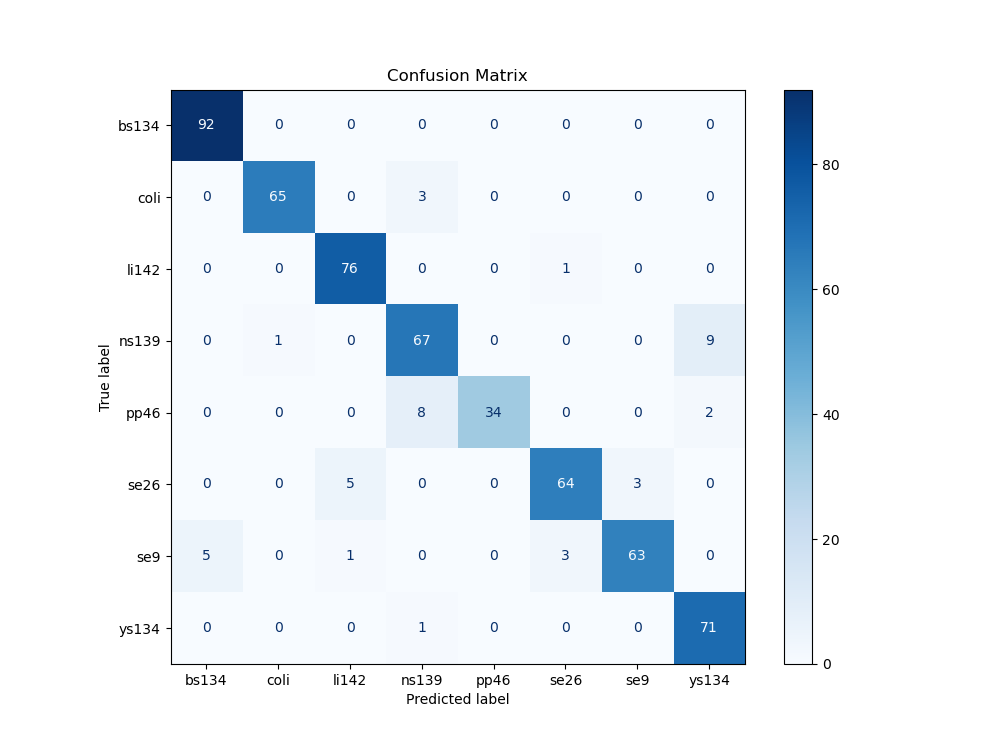 Confusion Matrix
bs134 92 0 0 0 0 0 0 0
coli 0 65 0 3 0 0 0 0
li142 0 0 76 0 0 1 0 0
ns139 0 1 0 67 0 0 0 9
pp46 0 0 0 8 34 0 0 2
se26 0 0 5 0 0 64 3 0
se9 5 0 1 0 0 3 63 0
ys134 0 0 0 1 0 0 0 71
bs134 coli li142 ns139 pp46 se26 se9 ys134
Predicted label
True label
80
60
40
20
0